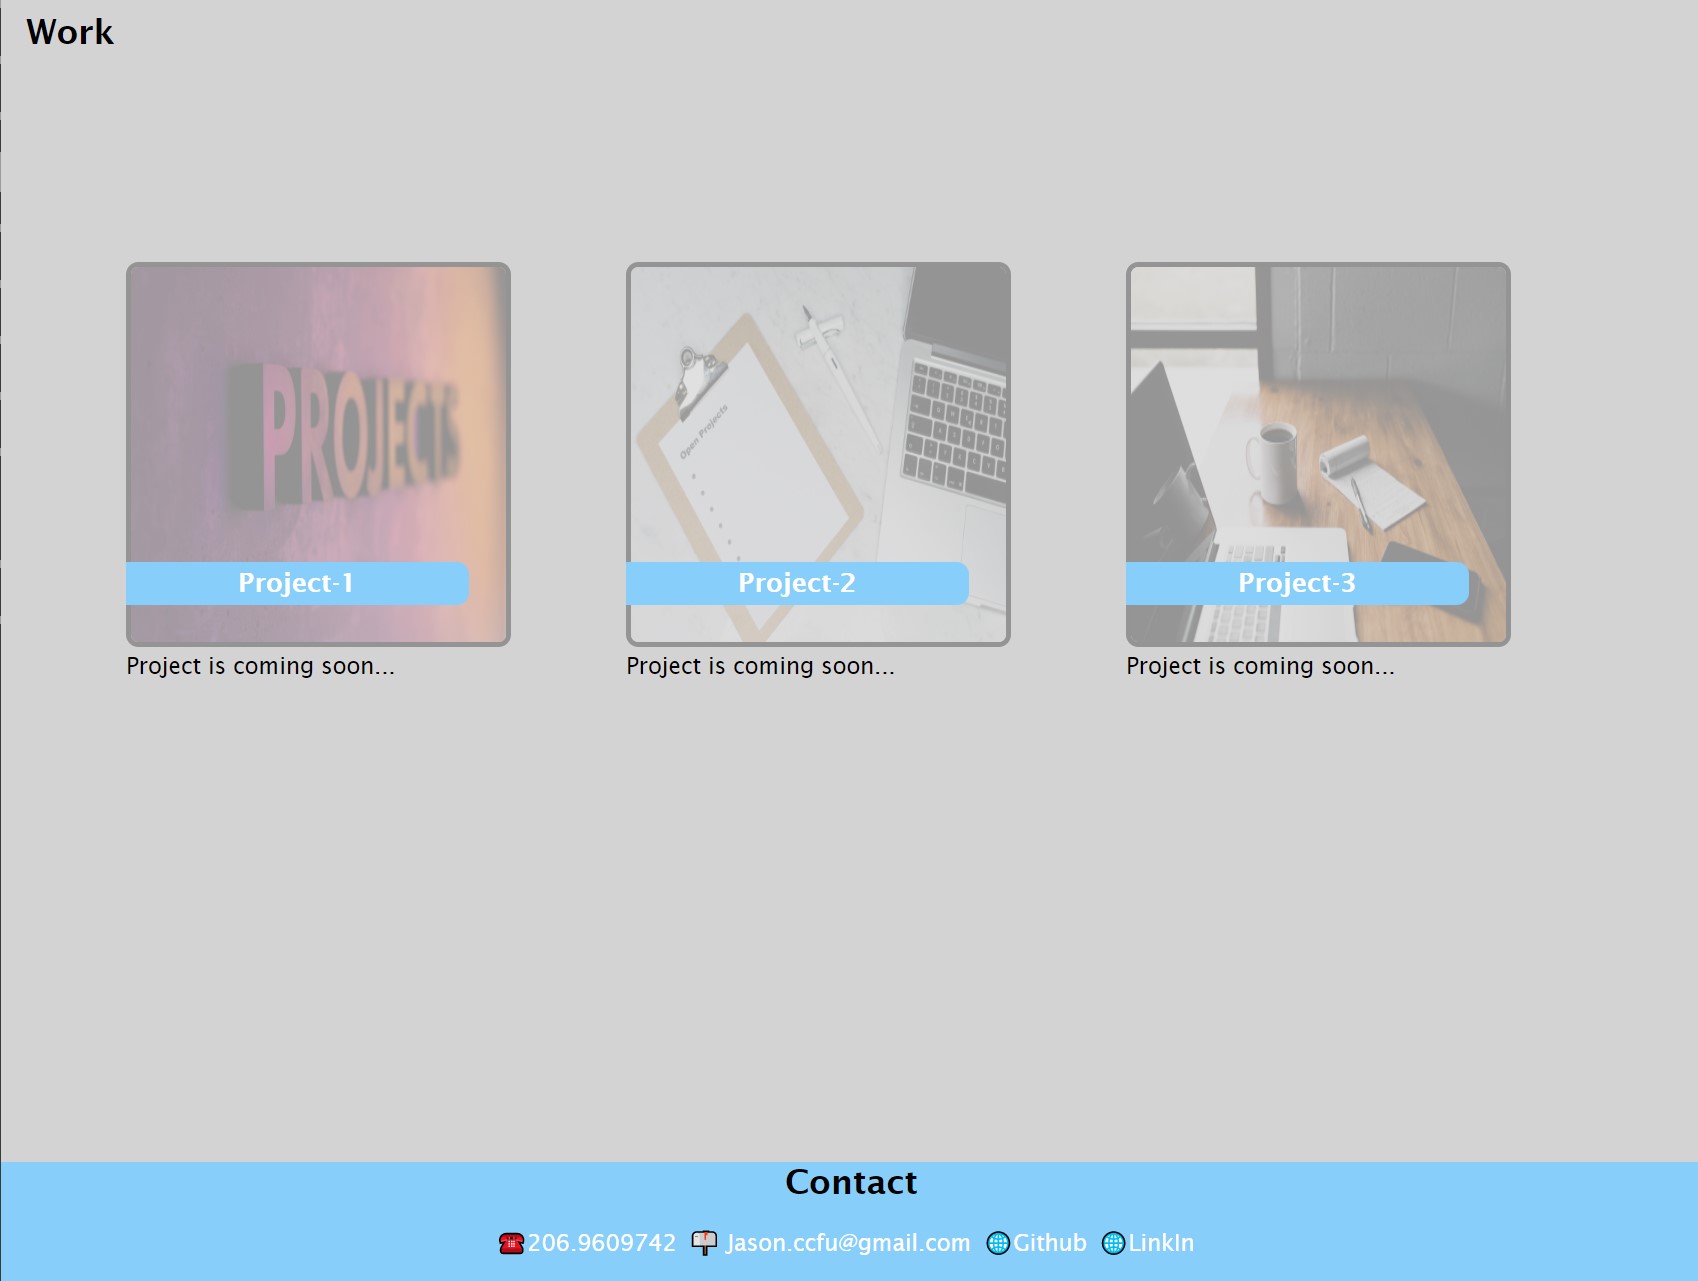 Work
PROJECTS
Open Projects
Project-1
Project-2
Project-3
Project is coming soon...
Project is coming soon...
Project is coming soon...
Contact
☎206.9609742 📪 Jason.ccfu@gmail.com 🌐Github 🌐LinkIn